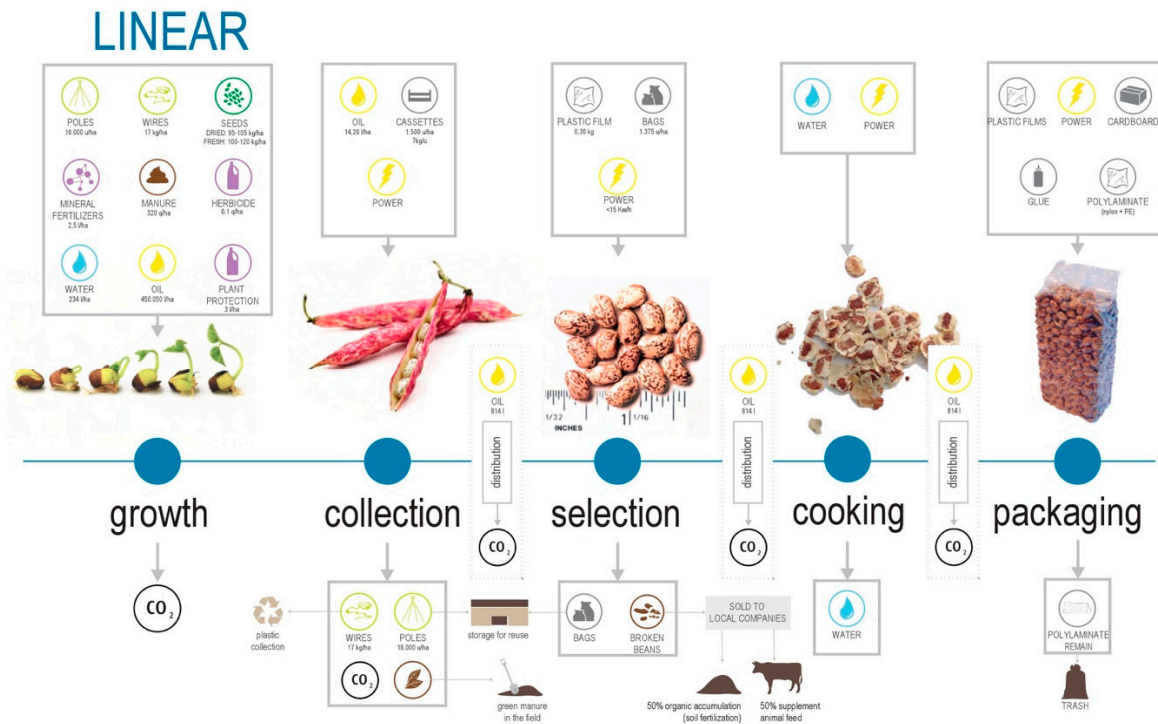 LINEAR
POLES
16.000 u/ha
WIRES
17 kg/ha
SEEDS
DRIED: 95-105 kg/ha
FRESH: 100-120 kg/ha
MINERAL
FERTILIZERS
2,5 l/ha
MANURE
320 q/ha
HERBICIDE
0,1 q/ha
WATER
234 l/ha
OIL
450.050 l/ha
PLANT
PROTECTION
3 l/ha
OIL
14,26 l/ha
CASSETTES
1.500 u/ha
7kg/u
POWER
PLASTIC FILM
0,30 kg
BAGS
1.375 u/ha
POWER
<15 Kw/h
WATER
POWER
PLASTIC FILMS
POWER
CARDBOARD
GLUE
POLYLAMINATE
(nylon + PE)
1/32
1
1/16
INCHES
OIL
814 l
distribution
CO2
OIL
814 l
distribution
CO2
OIL
814 l
distribution
CO2
growth
collection
selection
cooking
packaging
CO2
plastic
collection
WIRES
17 kg/ha
POLES
16.000 u/ha
CO2
storage for reuse
green manure
in the field
BAGS
BROKEN
BEANS
SOLD TO
LOCAL COMPANIES
50% organic accumulation
(soil fertilization)
50% supplement
animal feed
WATER
POLYLAMINATE
REMAIN
TRASH